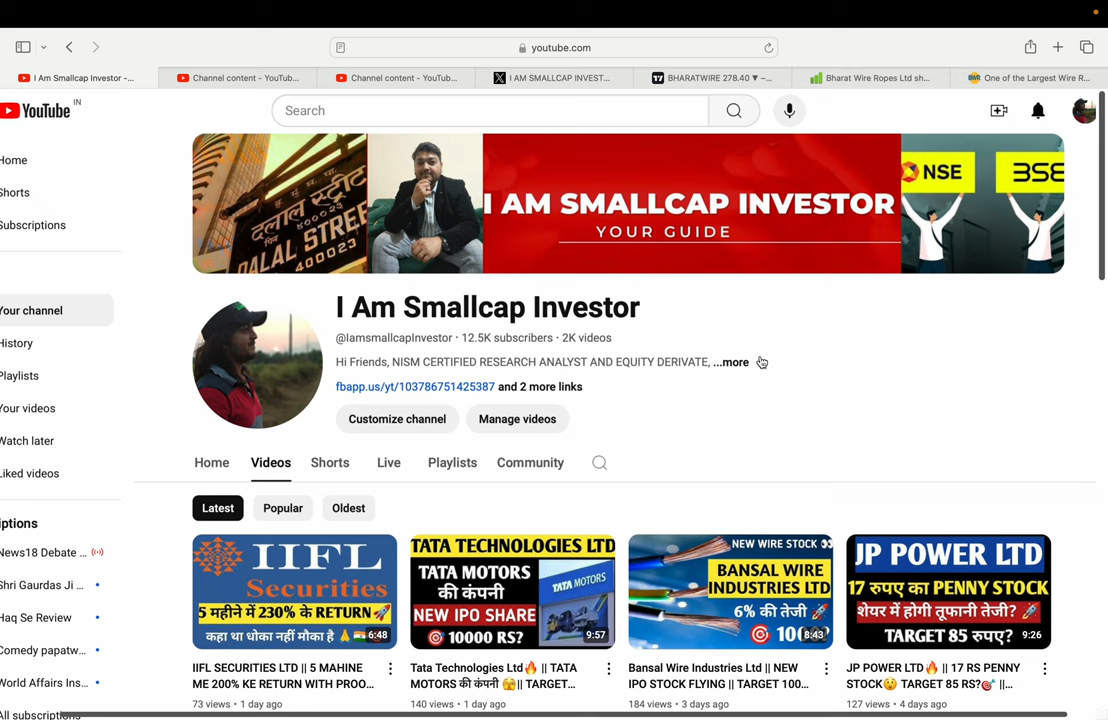 youtube.com
I Am Smallcap Investor -...
Channel content - YouTub...
Channel content - YouTub...
I AM SMALLCAP INVEST...
BHARATWIRE 278.40 ▼ −...
Bharat Wire Ropes Ltd sh...
One of the Largest Wire R...
YouTube IN
Search
Home
Shorts
Subscriptions
Your channel
History
Playlists
Your videos
Watch later
Liked videos
iptions
News18 Debate ...
Shri Gaurdas Ji ...
Haq Se Review
Comedy papatw...
World Affairs Ins...
All subscriptions
दलाल स्ट्रीट
DALAL STREE
400023
I AM SMALLCAP INVESTOR
YOUR GUIDE
NSE
BSE
I Am Smallcap Investor
@IamsmallcapInvestor · 12.5K subscribers · 2K videos
Hi Friends, NISM CERTIFIED RESEARCH ANALYST AND EQUITY DERIVATE, ...more
fbapp.us/yt/103786751425387 and 2 more links
Customize channel
Manage videos
Home Videos Shorts Live Playlists Community
Latest Popular Oldest
IIFL
Securities
5 महीने में 230% के RETURN🚀
कहा था धोका नहीं मौका है 🙏🇮🇳
6:48
IIFL SECURITIES LTD || 5 MAHINE
ME 200% KE RETURN WITH PROO...
73 views · 1 day ago
TATA TECHNOLOGIES LTD
TATA MOTORS
की कंपनी
NEW IPO SHARE
🎯 10000 RS?
TATA MOTORS
9:57
Tata Technologies Ltd🔥 || TATA
MOTORS की कंपनी 🫣|| TARGET...
140 views · 1 day ago
NEW WIRE STOCK 👀
BANSAL WIRE
INDUSTRIES LTD
6% की तेजी 🚀
8:43
Bansal Wire Industries Ltd || NEW
IPO STOCK FLYING || TARGET 100...
184 views · 3 days ago
JP POWER LTD
17 रुपए का PENNY STOCK
शेयर में होगी तूफानी तेजी? 🚀
TARGET 85 रुपए?
9:26
JP POWER LTD🔥 || 17 RS PENNY
STOCK😲 TARGET 85 RS?🎯 ||...
127 views · 4 days ago